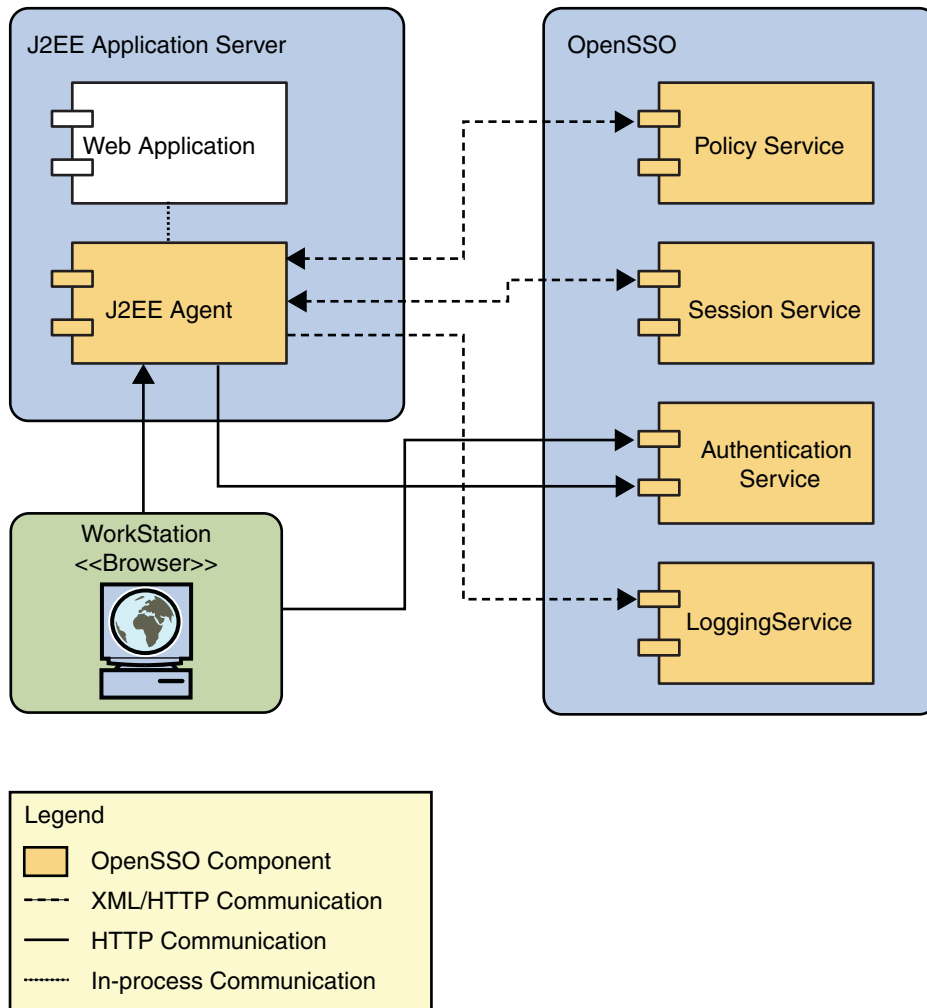 J2EE Application Server
Web Application
J2EE Agent
WorkStation
<<Browser>>
OpenSSO
Policy Service
Session Service
Authentication
Service
LoggingService
Legend
OpenSSO Component
XML/HTTP Communication
HTTP Communication
In-process Communication